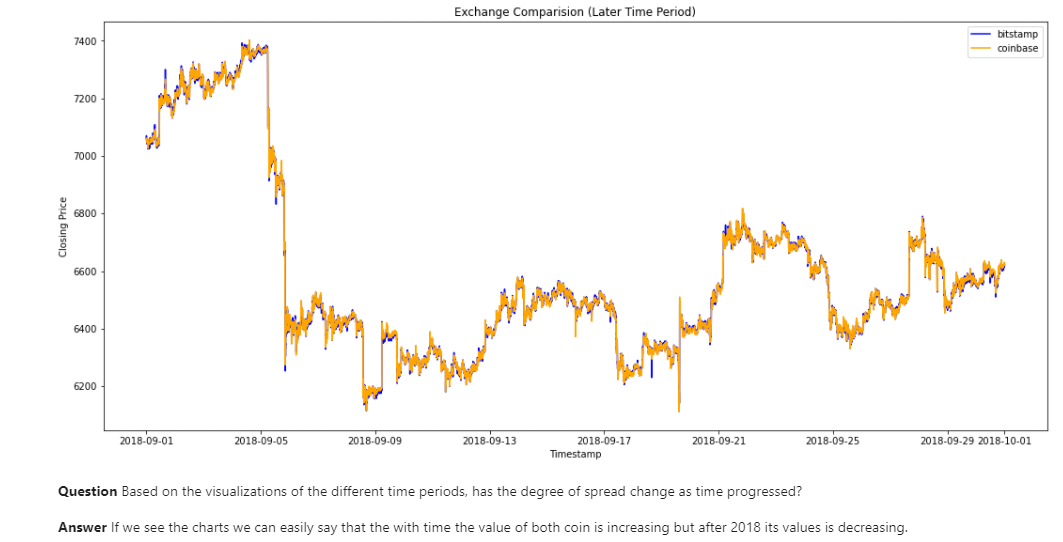 Exchange Comparision (Later Time Period)
bitstamp
coinbase
7400
7200
7000
6800
6600
6400
6200
Closing Price
2018-09-01 2018-09-05 2018-09-09 2018-09-13 2018-09-17 2018-09-21 2018-09-25 2018-09-29 2018-10-01
Timestamp
Question Based on the visualizations of the different time periods, has the degree of spread change as time progressed?
Answer If we see the charts we can easily say that the with time the value of both coin is increasing but after 2018 its values is decreasing.